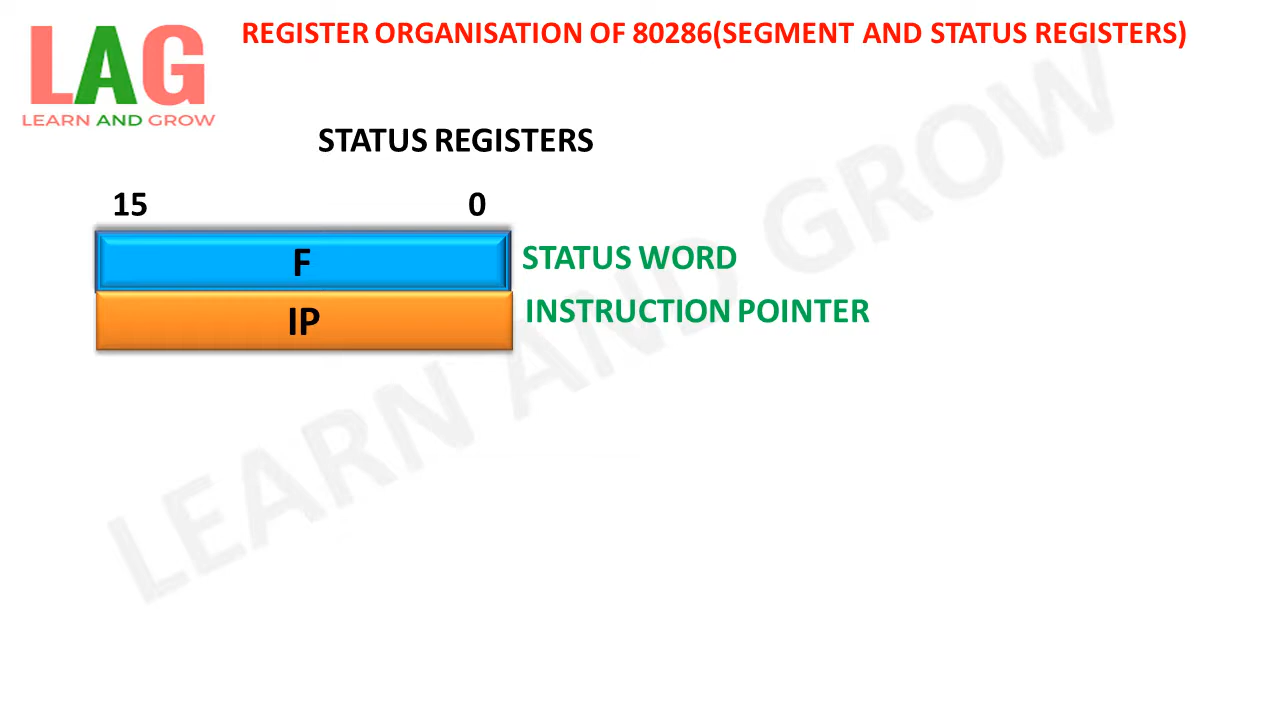 LAG
LEARN AND GROW
REGISTER ORGANISATION OF 80286(SEGMENT AND STATUS REGISTERS)
STATUS REGISTERS
15 0
F STATUS WORD
IP INSTRUCTION POINTER
LEARN AND GROW